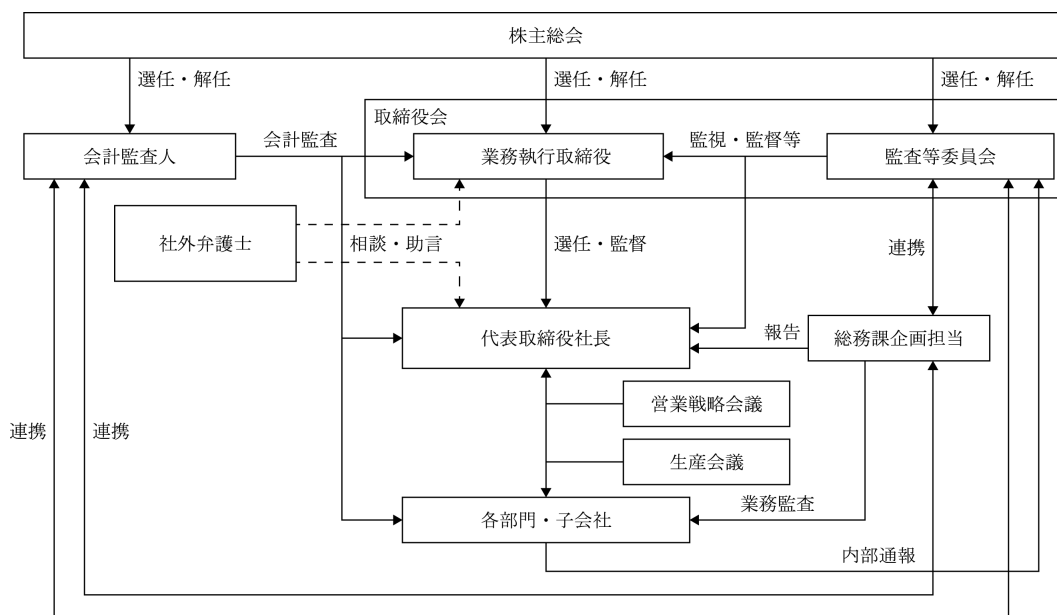 株主総会
選任・解任
選任・解任
選任・解任
取締役会
会計監査人
会計監査
業務執行取締役
監視・監督等
監査等委員会
社外弁護士
相談・助言
選任・監督
連携
代表取締役社長
報告
総務課企画担当
営業戦略会議
連携
連携
生産会議
各部門・子会社
業務監査
内部通報